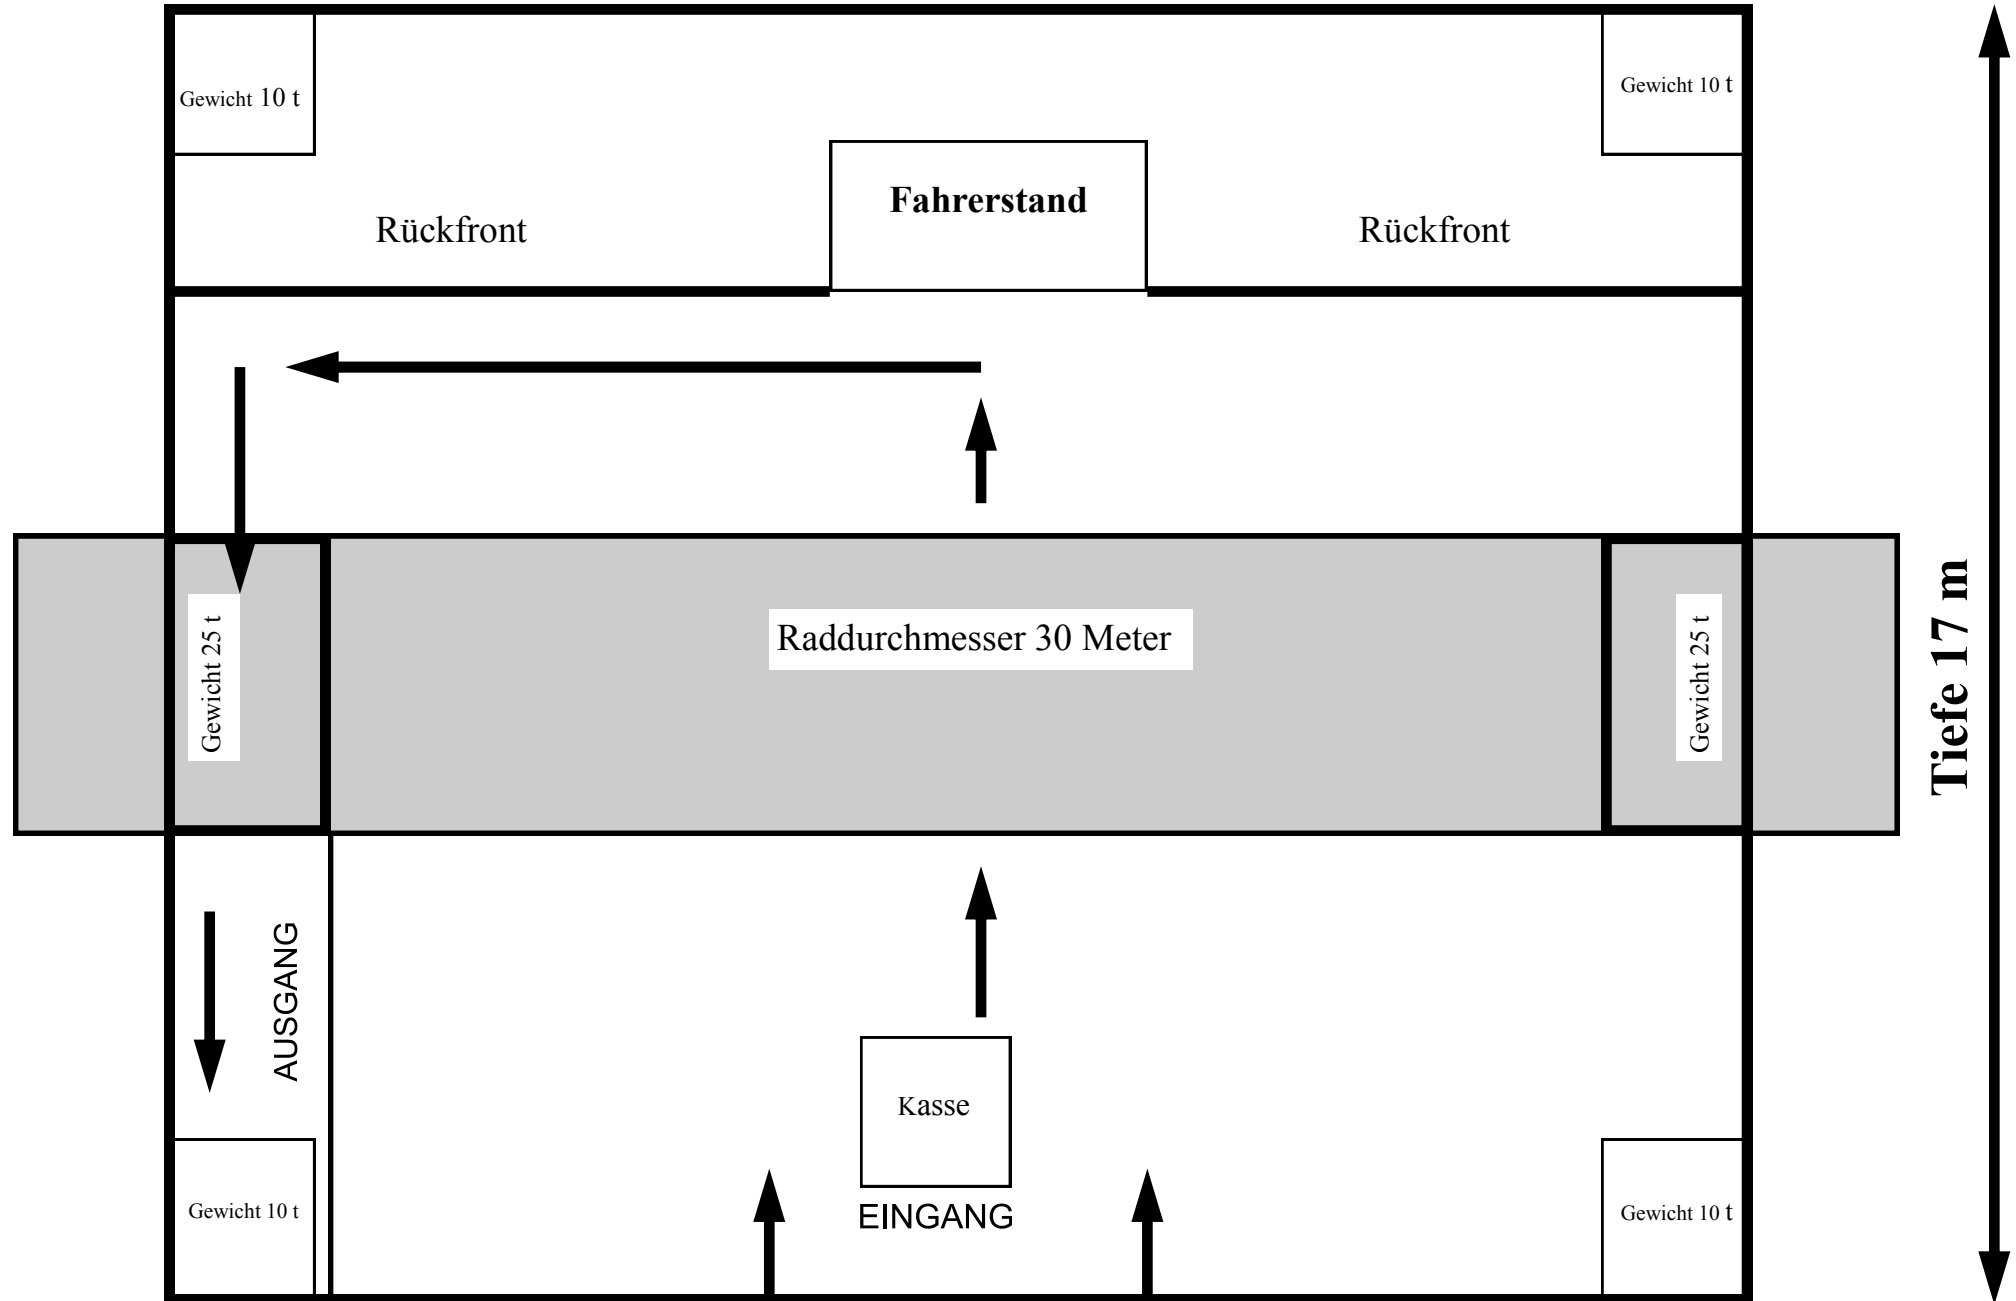 Gewicht 10 t
Gewicht 10 t
Fahrerstand
Rückfront
Rückfront
Gewicht 25 t
Raddurchmesser 30 Meter
Gewicht 25 t
Tiefe 17 m
AUSGANG
Kasse
Gewicht 10 t
EINGANG
Gewicht 10 t